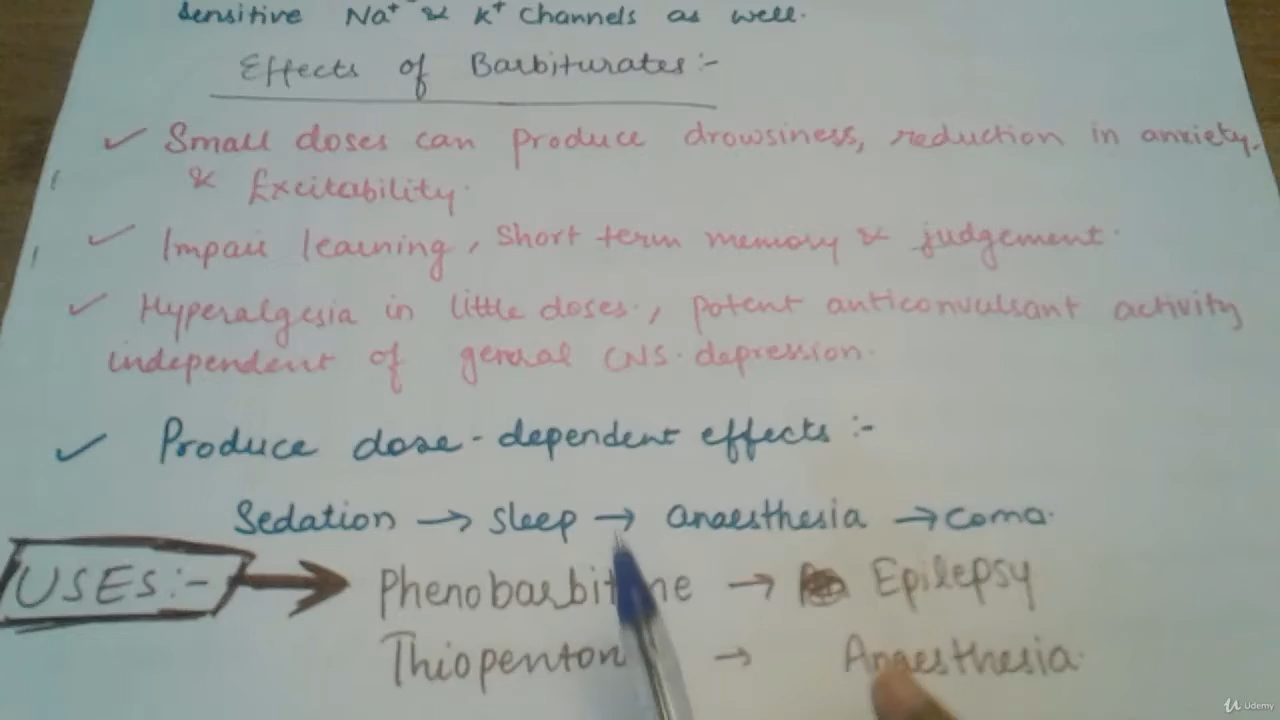 sensitive Na⁺ & K⁺ Channels as well.
Effects of Barbiturates :-
✓ Small doses can produce drowsiness, reduction in anxiety.
& Excitability.
✓ Impair learning, Short term memory & judgement.
✓ Hyperalgesia in little doses., potent anticonvulsant activity
independent of general CNS. depression.
✓ Produce dose-dependent effects :-
Sedation → Sleep → anaesthesia → coma.
USES:- → Phenobarbitone → Epilepsy
Thiopenton → Anaesthesia.
Udemy